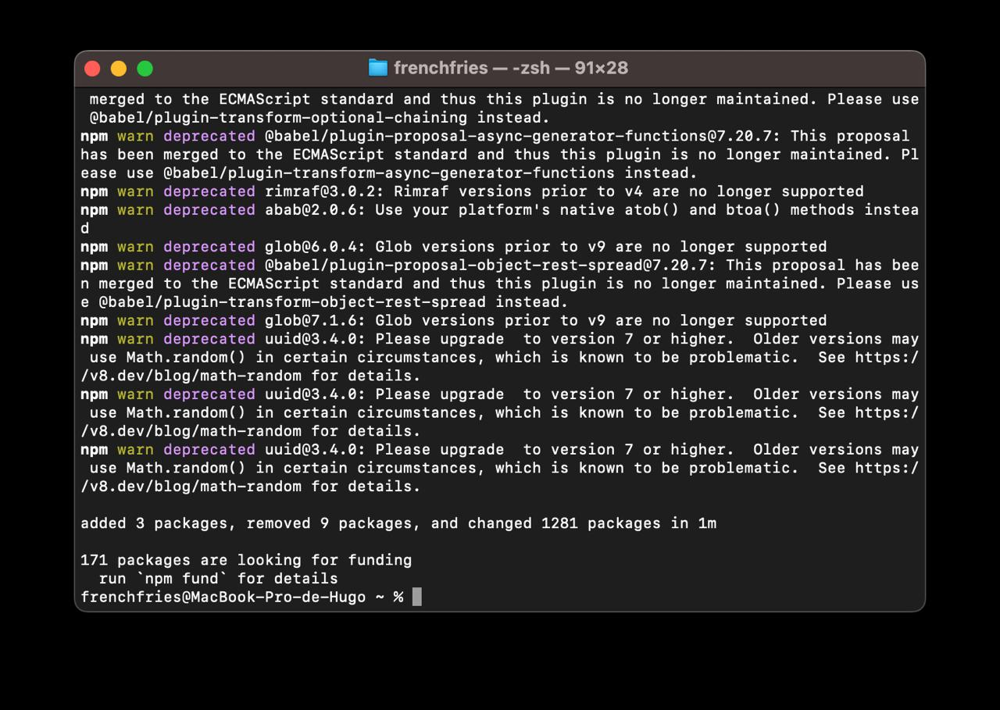 frenchfries — -zsh — 91×28
merged to the ECMAScript standard and thus this plugin is no longer maintained. Please use
@babel/plugin-transform-optional-chaining instead.
npm warn deprecated @babel/plugin-proposal-async-generator-functions@7.20.7: This proposal
has been merged to the ECMAScript standard and thus this plugin is no longer maintained. Pl
ease use @babel/plugin-transform-async-generator-functions instead.
npm warn deprecated rimraf@3.0.2: Rimraf versions prior to v4 are no longer supported
npm warn deprecated abab@2.0.6: Use your platform's native atob() and btoa() methods instea
d
npm warn deprecated glob@6.0.4: Glob versions prior to v9 are no longer supported
npm warn deprecated @babel/plugin-proposal-object-rest-spread@7.20.7: This proposal has bee
n merged to the ECMAScript standard and thus this plugin is no longer maintained. Please us
e @babel/plugin-transform-object-rest-spread instead.
npm warn deprecated glob@7.1.6: Glob versions prior to v9 are no longer supported
npm warn deprecated uuid@3.4.0: Please upgrade  to version 7 or higher.  Older versions may
 use Math.random() in certain circumstances, which is known to be problematic.  See https:/
/v8.dev/blog/math-random for details.
npm warn deprecated uuid@3.4.0: Please upgrade  to version 7 or higher.  Older versions may
 use Math.random() in certain circumstances, which is known to be problematic.  See https:/
/v8.dev/blog/math-random for details.
npm warn deprecated uuid@3.4.0: Please upgrade  to version 7 or higher.  Older versions may
 use Math.random() in certain circumstances, which is known to be problematic.  See https:/
/v8.dev/blog/math-random for details.
added 3 packages, removed 9 packages, and changed 1281 packages in 1m
171 packages are looking for funding
  run `npm fund` for details
frenchfries@MacBook-Pro-de-Hugo ~ %